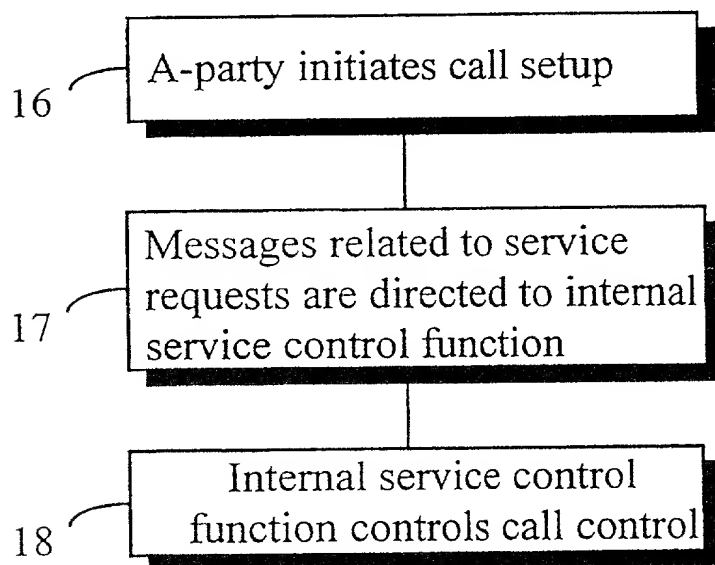 A-party initiates call setup
16
Messages related to service
requests are directed to internal
service control function
17
Internal service control
function controls call control
18